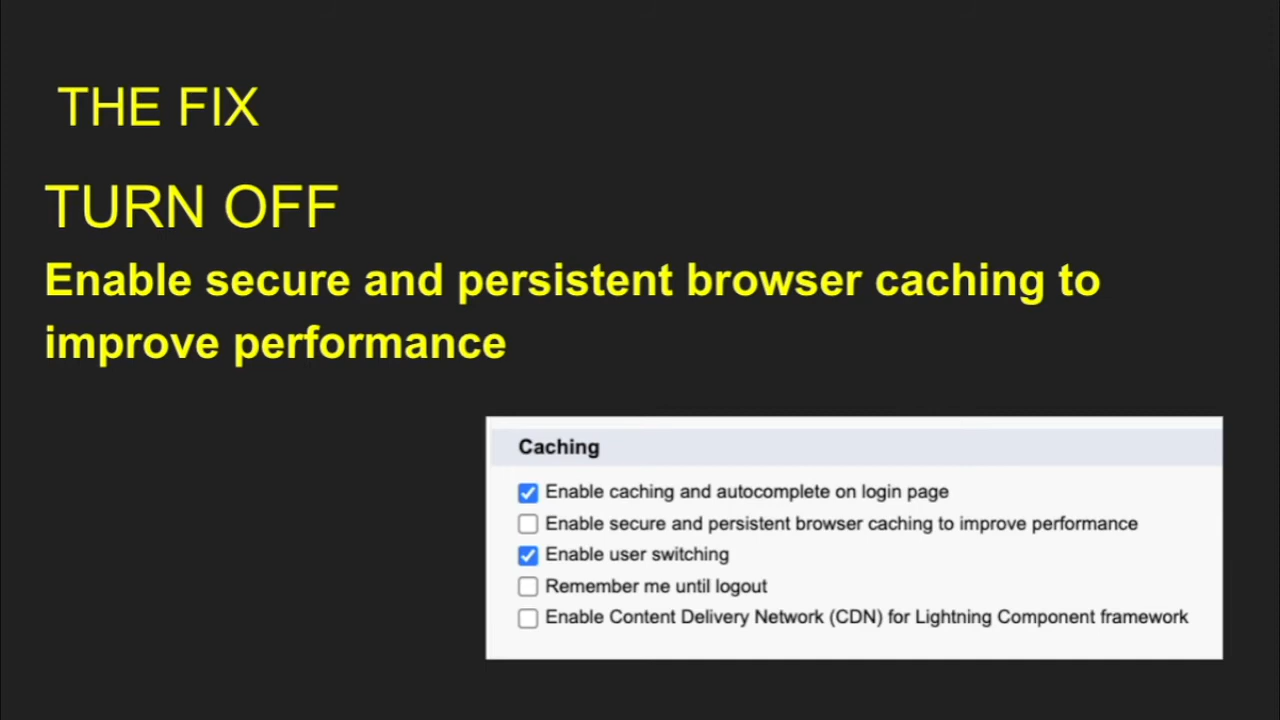 THE FIX
TURN OFF
Enable secure and persistent browser caching to
improve performance
Caching
Enable caching and autocomplete on login page
Enable secure and persistent browser caching to improve performance
Enable user switching
Remember me until logout
Enable Content Delivery Network (CDN) for Lightning Component framework